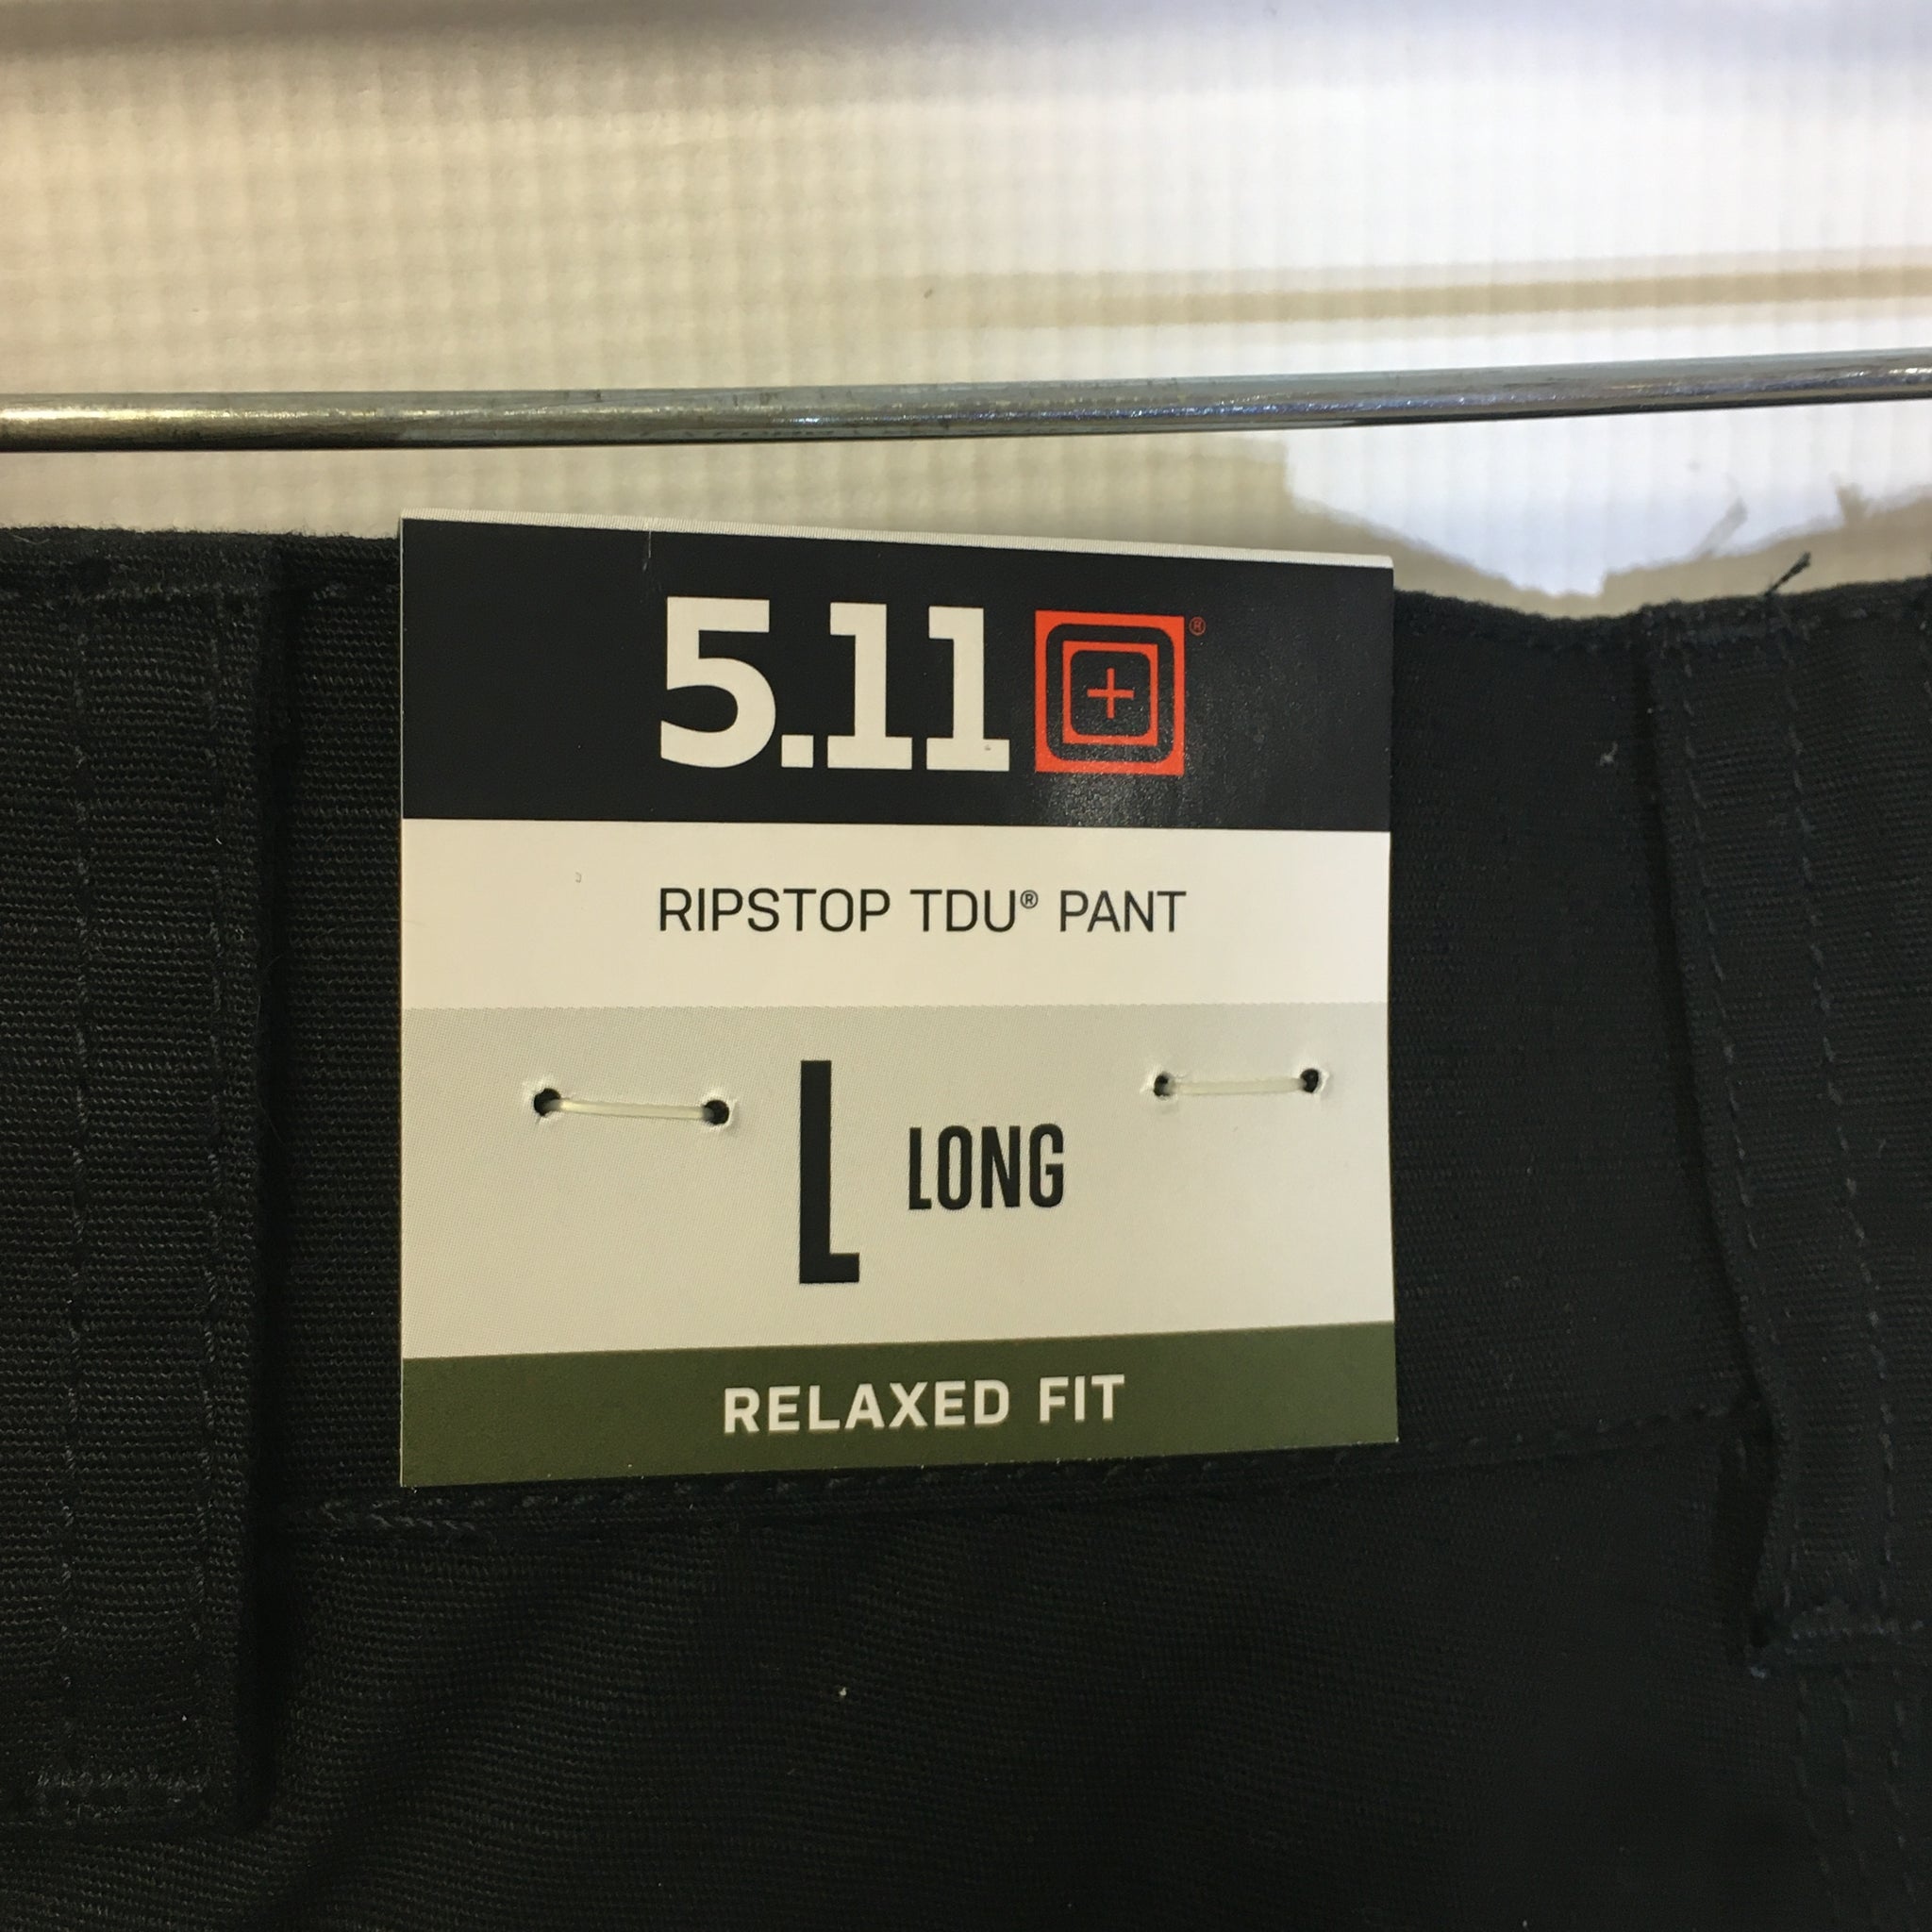 5.11®
RIPSTOP TDU® PANT
L LONG
RELAXED FIT